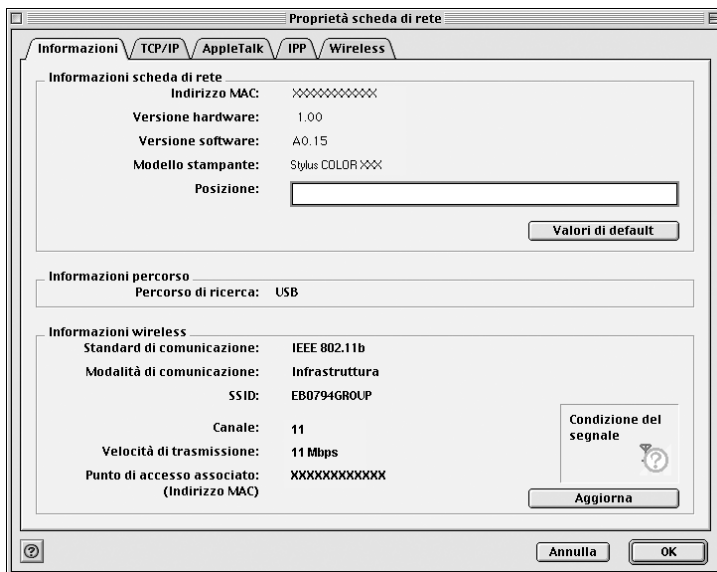 Proprietà scheda di rete
Informazioni TCP/IP AppleTalk IPP Wireless
Informazioni scheda di rete
Indirizzo MAC: XXXXXXXXXXX
Versione hardware: 1.00
Versione software: A0.15
Modello stampante: Stylus COLOR XXX
Posizione:
Valori di default
Informazioni percorso
Percorso di ricerca: USB
Informazioni wireless
Standard di comunicazione: IEEE 802.11b
Modalità di comunicazione: Infrastruttura
SSID: EB0794GROUP
Canale: 11
Velocità di trasmissione: 11 Mbps
Punto di accesso associato: XXXXXXXXXXXX
(Indirizzo MAC)
Condizione del
segnale
?
Aggiorna
?
Annulla OK